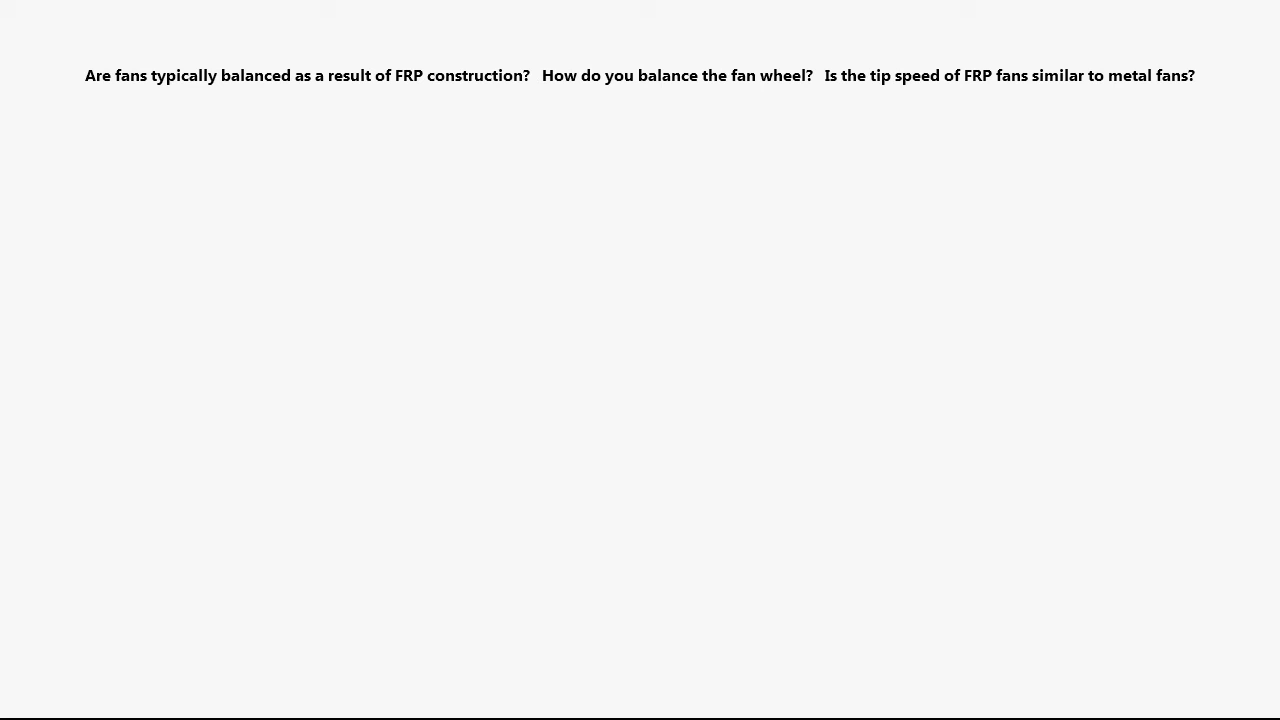 Are fans typically balanced as a result of FRP construction?   How do you balance the fan wheel?   Is the tip speed of FRP fans similar to metal fans?